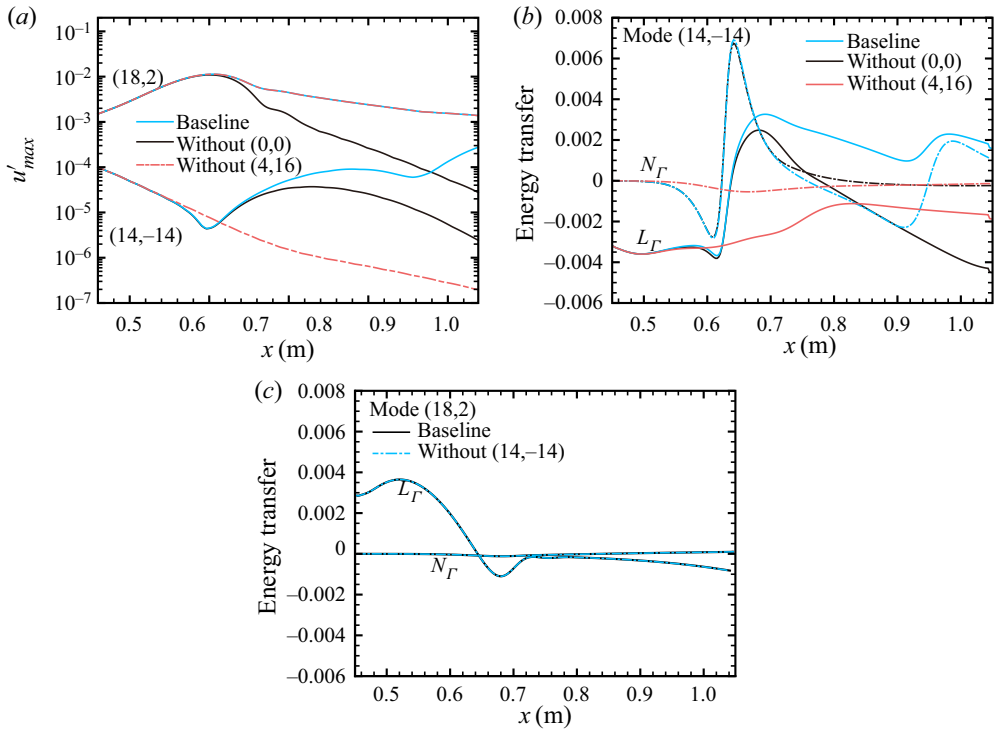 (a)
10⁻¹
10⁻²
10⁻³
10⁻⁴
10⁻⁵
10⁻⁶
10⁻⁷
u′max
(18,2)
Baseline
Without (0,0)
Without (4,16)
(14,−14)
0.5 0.6 0.7 0.8 0.9 1.0
x (m)
(b)
0.008
0.006
0.004
0.002
0
−0.002
−0.004
−0.006
Energy transfer
Mode (14,−14)
Baseline
Without (0,0)
Without (4,16)
N_Γ
L_Γ
0.5 0.6 0.7 0.8 0.9 1.0
x (m)
(c)
0.008
0.006
0.004
0.002
0
−0.002
−0.004
−0.006
Energy transfer
Mode (18,2)
Baseline
Without (14,−14)
L_Γ
N_Γ
0.5 0.6 0.7 0.8 0.9 1.0
x (m)